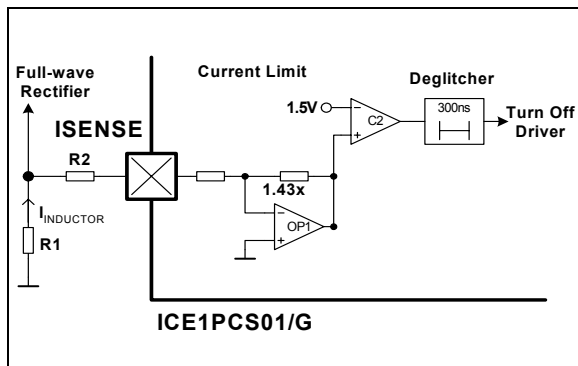 Full-wave
Rectifier
Current Limit
Deglitcher
300ns
Turn Off
Driver
1.5V
C2
ISENSE
R2
1.43x
OP1
I INDUCTOR
R1
ICE1PCS01/G